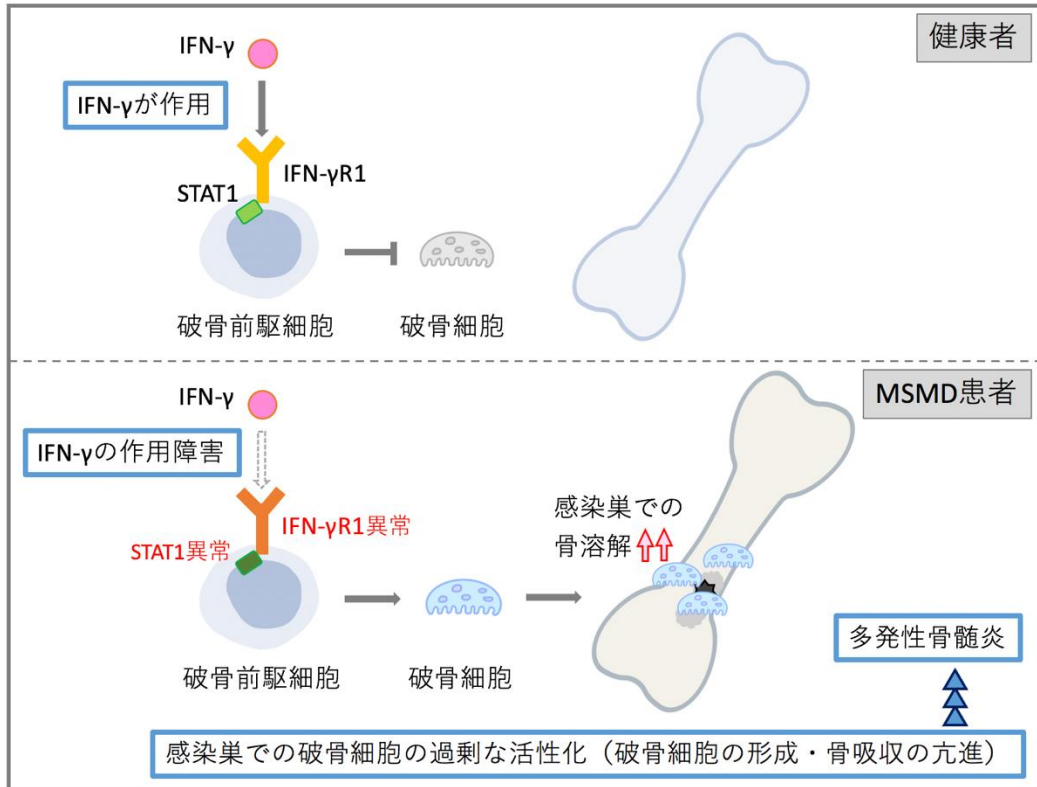 健康者
IFN-γ
IFN-γが作用
IFN-γR1
STAT1
破骨前駆細胞
破骨細胞
MSMD患者
IFN-γ
IFN-γの作用障害
IFN-γR1異常
STAT1異常
感染巣での
骨溶解
破骨前駆細胞
破骨細胞
多発性骨髄炎
感染巣での破骨細胞の過剰な活性化（破骨細胞の形成・骨吸収の亢進）